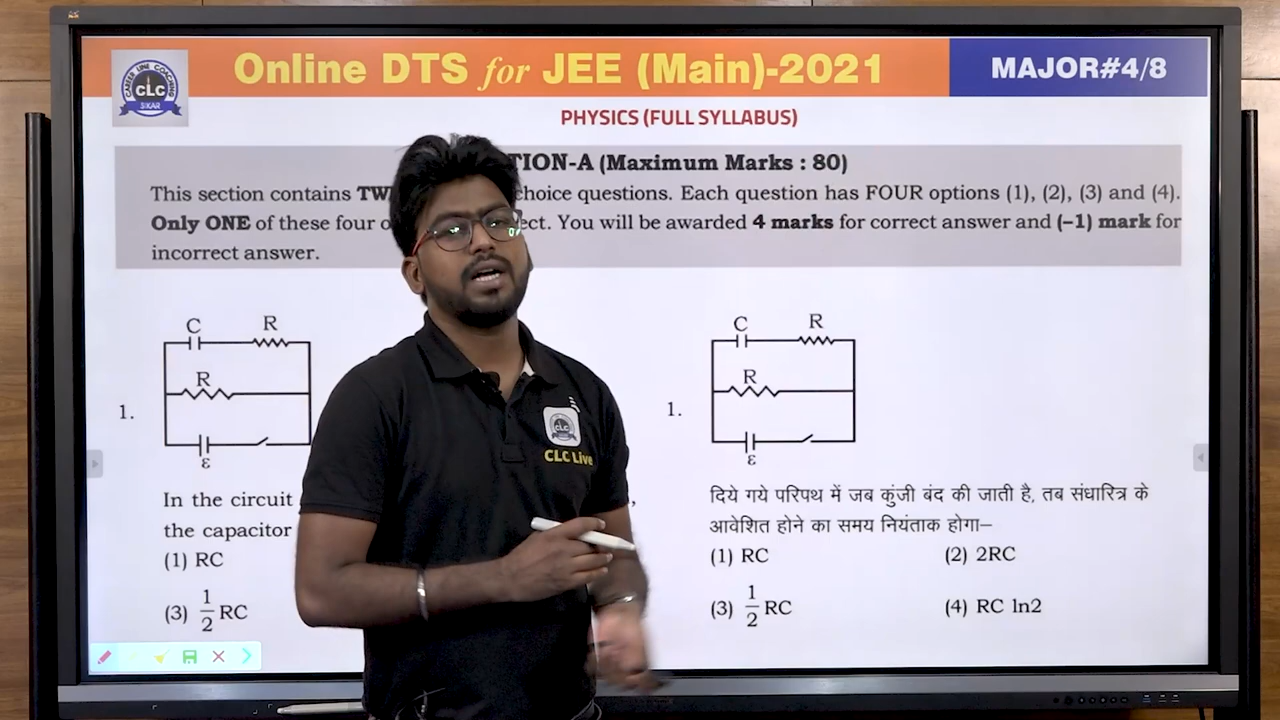 Online DTS for JEE (Main)-2021
MAJOR#4/8
CAREER LINE COACHING
CLC
SIKAR
PHYSICS (FULL SYLLABUS)
TION-A (Maximum Marks : 80)
This section contains TW choice questions. Each question has FOUR options (1), (2), (3) and (4).
Only ONE of these four o ect. You will be awarded 4 marks for correct answer and (–1) mark for
incorrect answer.
1.
C R
R
ε
In the circuit ,
the capacitor
(1) RC
(3) 1/2 RC
1.
C R
R
ε
दिये गये परिपथ में जब कुंजी बंद की जाती है, तब संधारित्र के
आवेशित होने का समय नियंताक होगा–
(1) RC (2) 2RC
(3) 1/2 RC (4) RC ln2
CLC
CLC Live